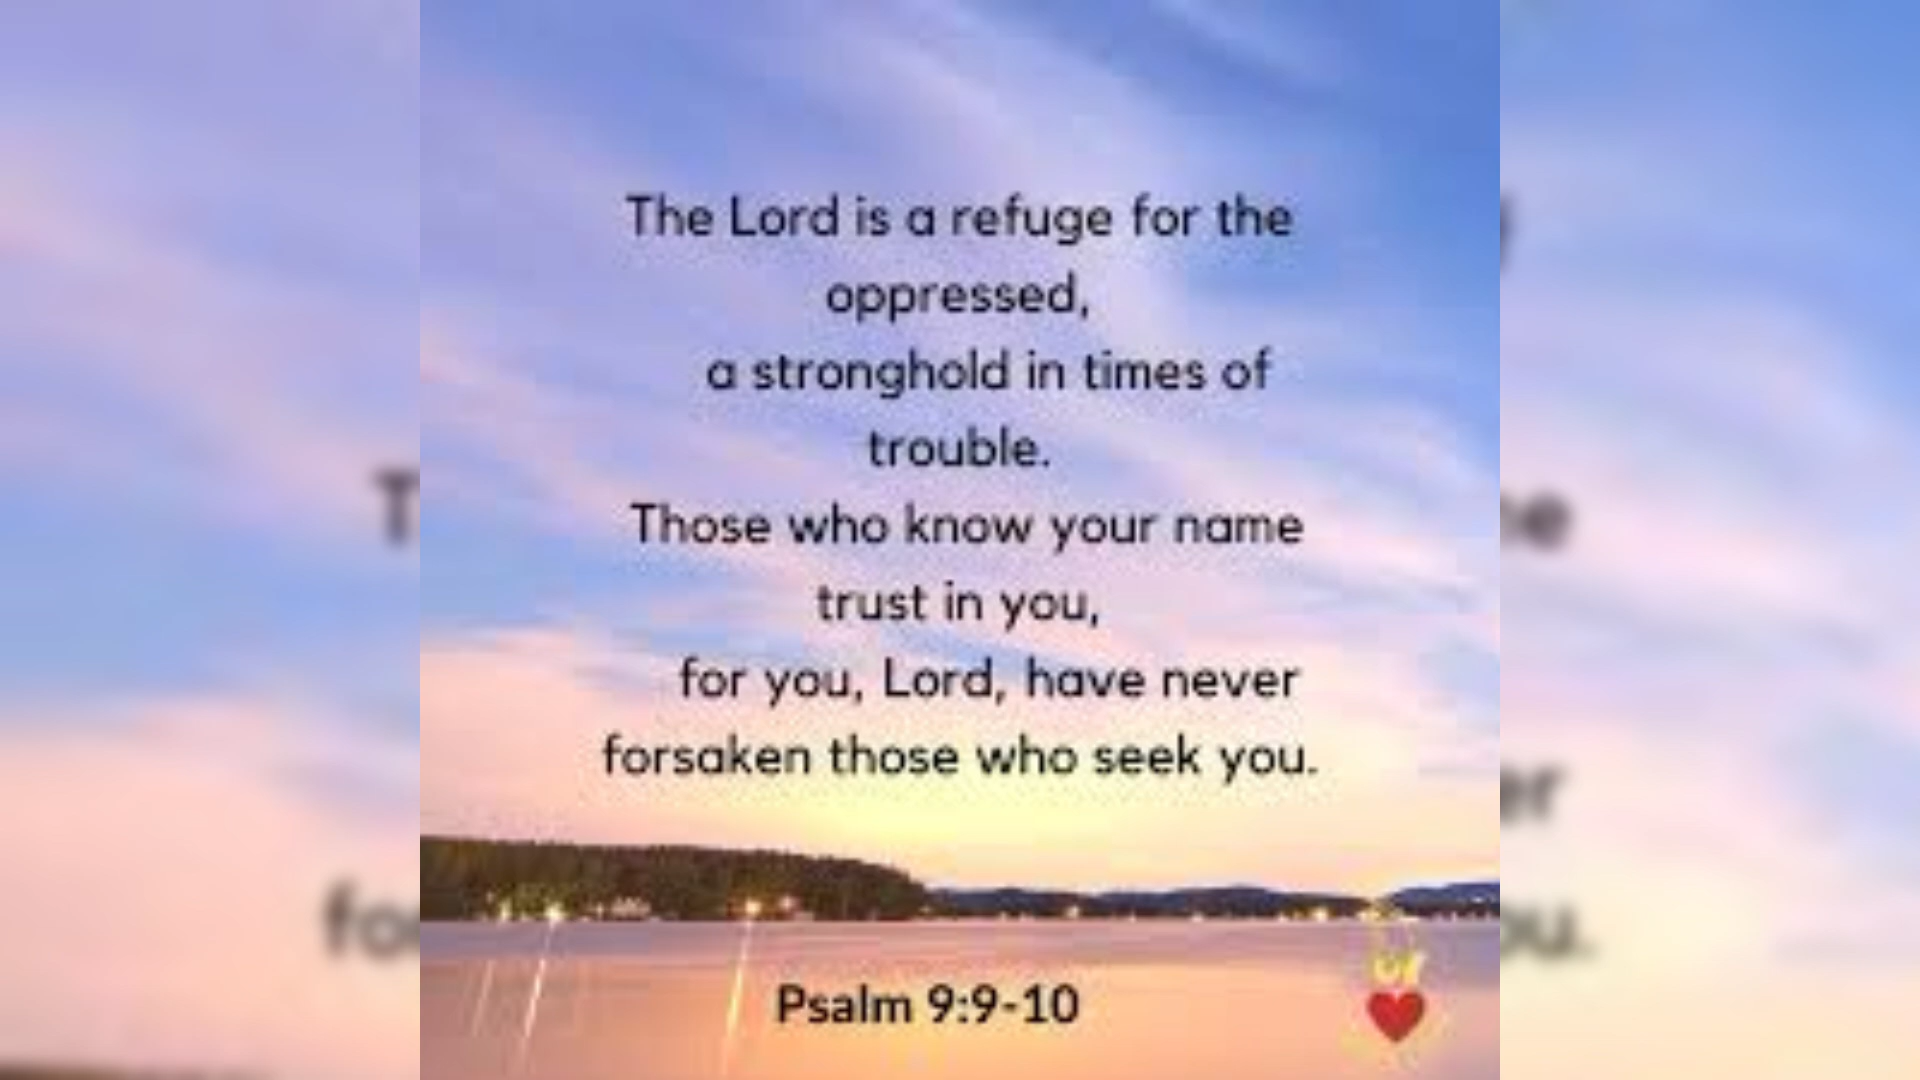 The Lord is a refuge for the
oppressed,
a stronghold in times of
trouble.
Those who know your name
trust in you,
for you, Lord, have never
forsaken those who seek you.
Psalm 9:9-10